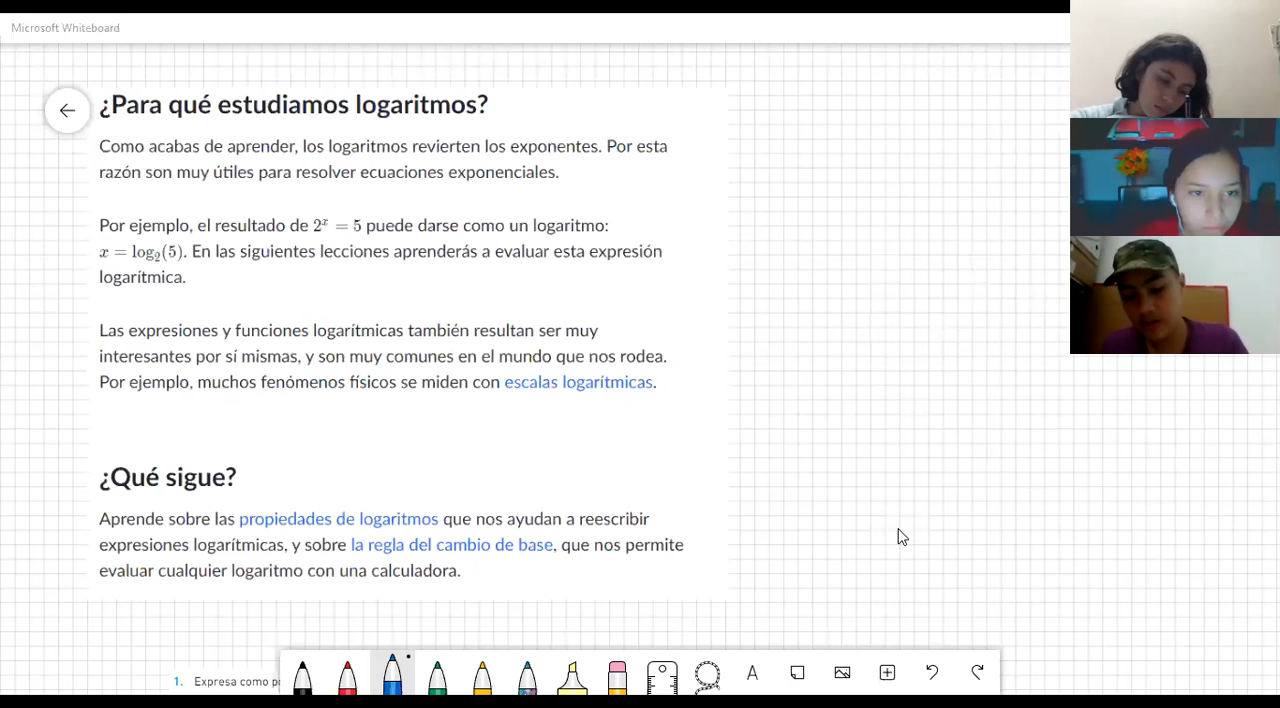 Microsoft Whiteboard
¿Para qué estudiamos logaritmos?
Como acabas de aprender, los logaritmos revierten los exponentes. Por esta
razón son muy útiles para resolver ecuaciones exponenciales.
Por ejemplo, el resultado de 2ˣ = 5 puede darse como un logaritmo:
x = log₂(5). En las siguientes lecciones aprenderás a evaluar esta expresión
logarítmica.
Las expresiones y funciones logarítmicas también resultan ser muy
interesantes por sí mismas, y son muy comunes en el mundo que nos rodea.
Por ejemplo, muchos fenómenos físicos se miden con escalas logarítmicas.
¿Qué sigue?
Aprende sobre las propiedades de logaritmos que nos ayudan a reescribir
expresiones logarítmicas, y sobre la regla del cambio de base, que nos permite
evaluar cualquier logaritmo con una calculadora.
1. Expresa como
A